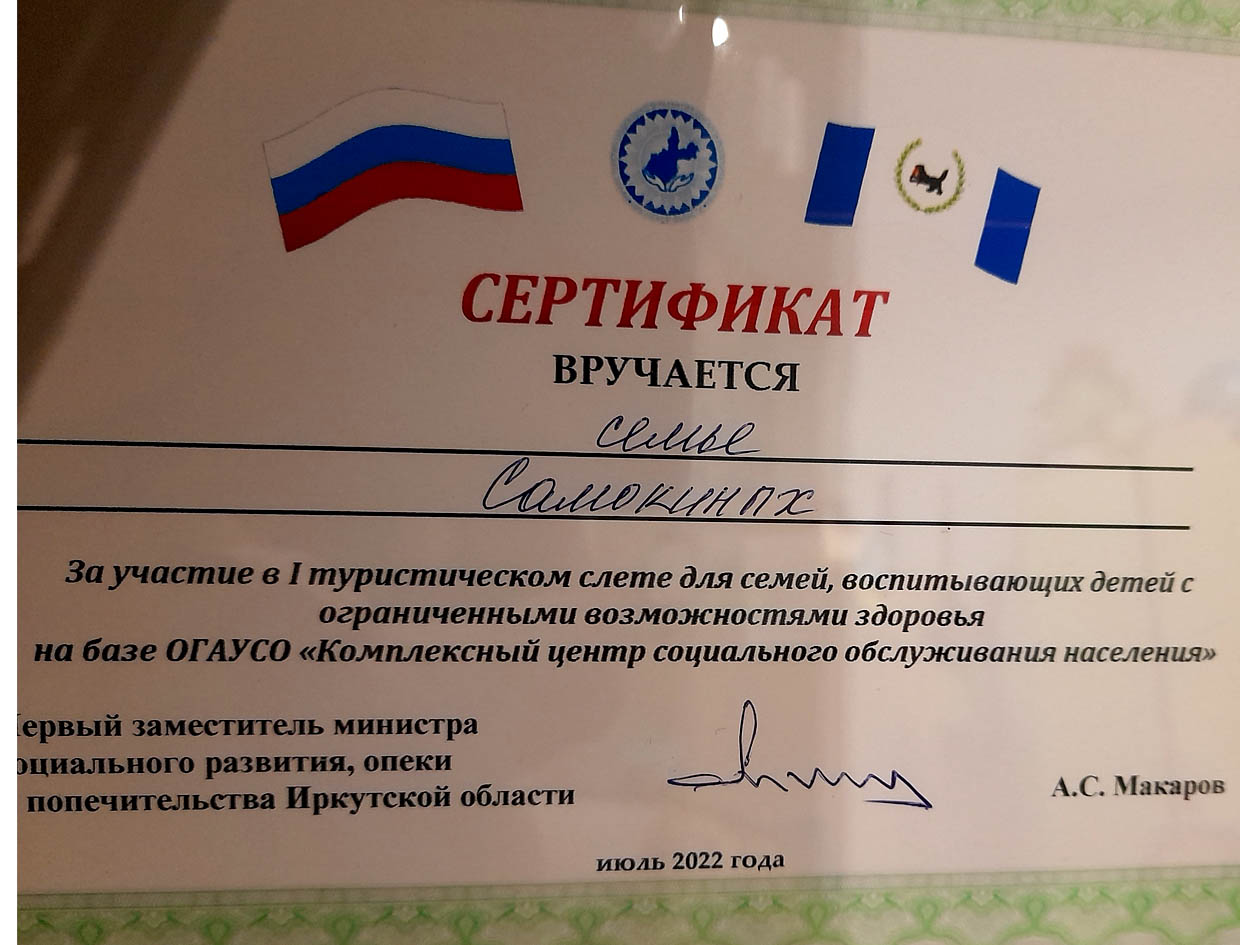 СЕРТИФИКАТ
ВРУЧАЕТСЯ
семье
Самокиных
За участие в I туристическом слете для семей, воспитывающих детей с
ограниченными возможностями здоровья
на базе ОГАУСО «Комплексный центр социального обслуживания населения»
ервый заместитель министра
оциального развития, опеки
попечительства Иркутской области
А.С. Макаров
июль 2022 года